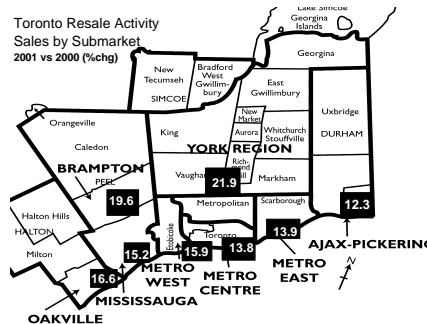 Toronto Resale Activity
Sales by Submarket
2001 vs 2000 (%chg)
Lake Simcoe
Georgina
Islands
Georgina
New
Tecumseh
SIMCOE
Bradford
West
Gwillim-
bury
East
Gwillimbury
Uxbridge
DURHAM
New
Market
Aurora
Whitchurch
Stouffville
Orangeville
Caledon
King
YORK REGION
BRAMPTON
PEEL
19.6
Vaughan
21.9
Rich-
mond
Hill
Markham
Metropolitan
Scarborough
12.3
AJAX-PICKERING
Halton Hills
HALTON
Milton
Etobicoke
Toronto
15.2
15.9
13.8
13.9
METRO
WEST
METRO
CENTRE
METRO
EAST
16.6
MISSISSAUGA
OAKVILLE
N